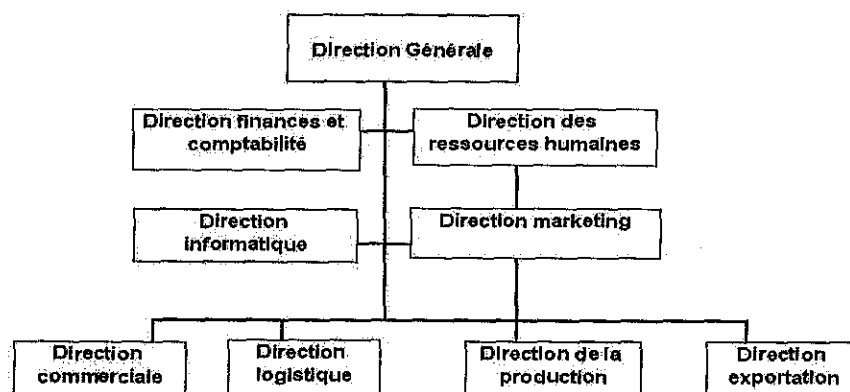 Direction Générale
Direction finances et
comptabilité
Direction des
ressources humaines
Direction
informatique
Direction marketing
Direction
commerciale
Direction
logistique
Direction de la
production
Direction
exportation